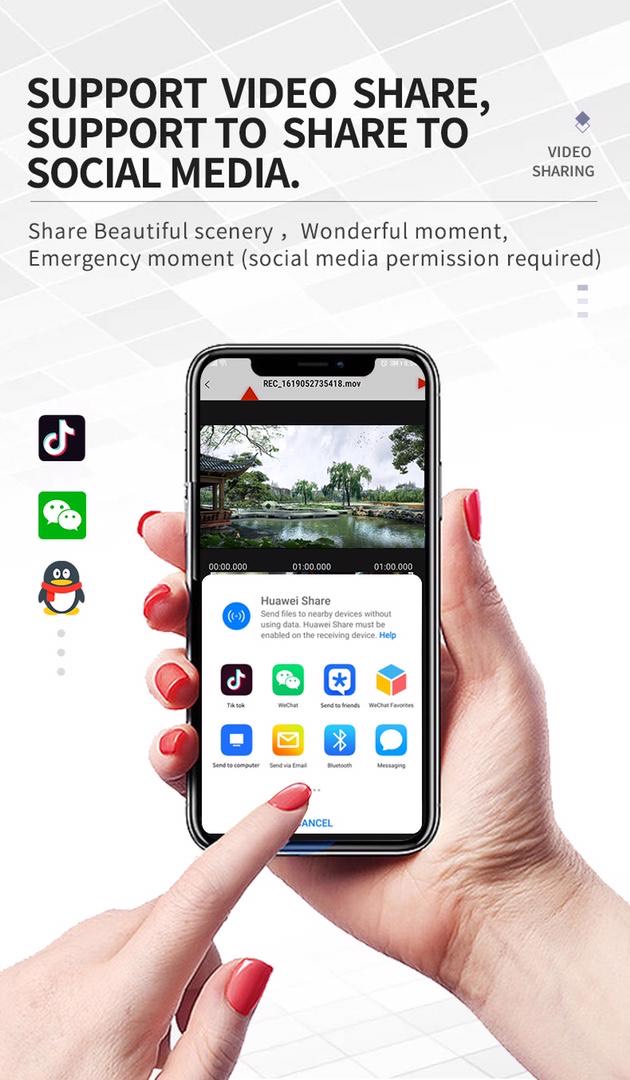 SUPPORT VIDEO SHARE,
SUPPORT TO SHARE TO
SOCIAL MEDIA.
VIDEO
SHARING
Share Beautiful scenery ，Wonderful moment,
Emergency moment (social media permission required)
REC_1619052735418.mov
00:00.000 01:00.000 01:00.000
Huawei Share
Send files to nearby devices without
using data. Huawei Share must be
enabled on the receiving device. Help
Tik tok WeChat Send to friends WeChat Favorites
Send to computer Send via Email Bluetooth Messaging
ANCEL